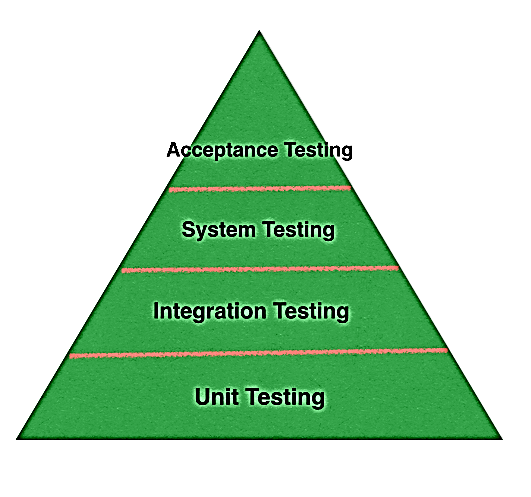 Acceptance Testing
System Testing
Integration Testing
Unit Testing